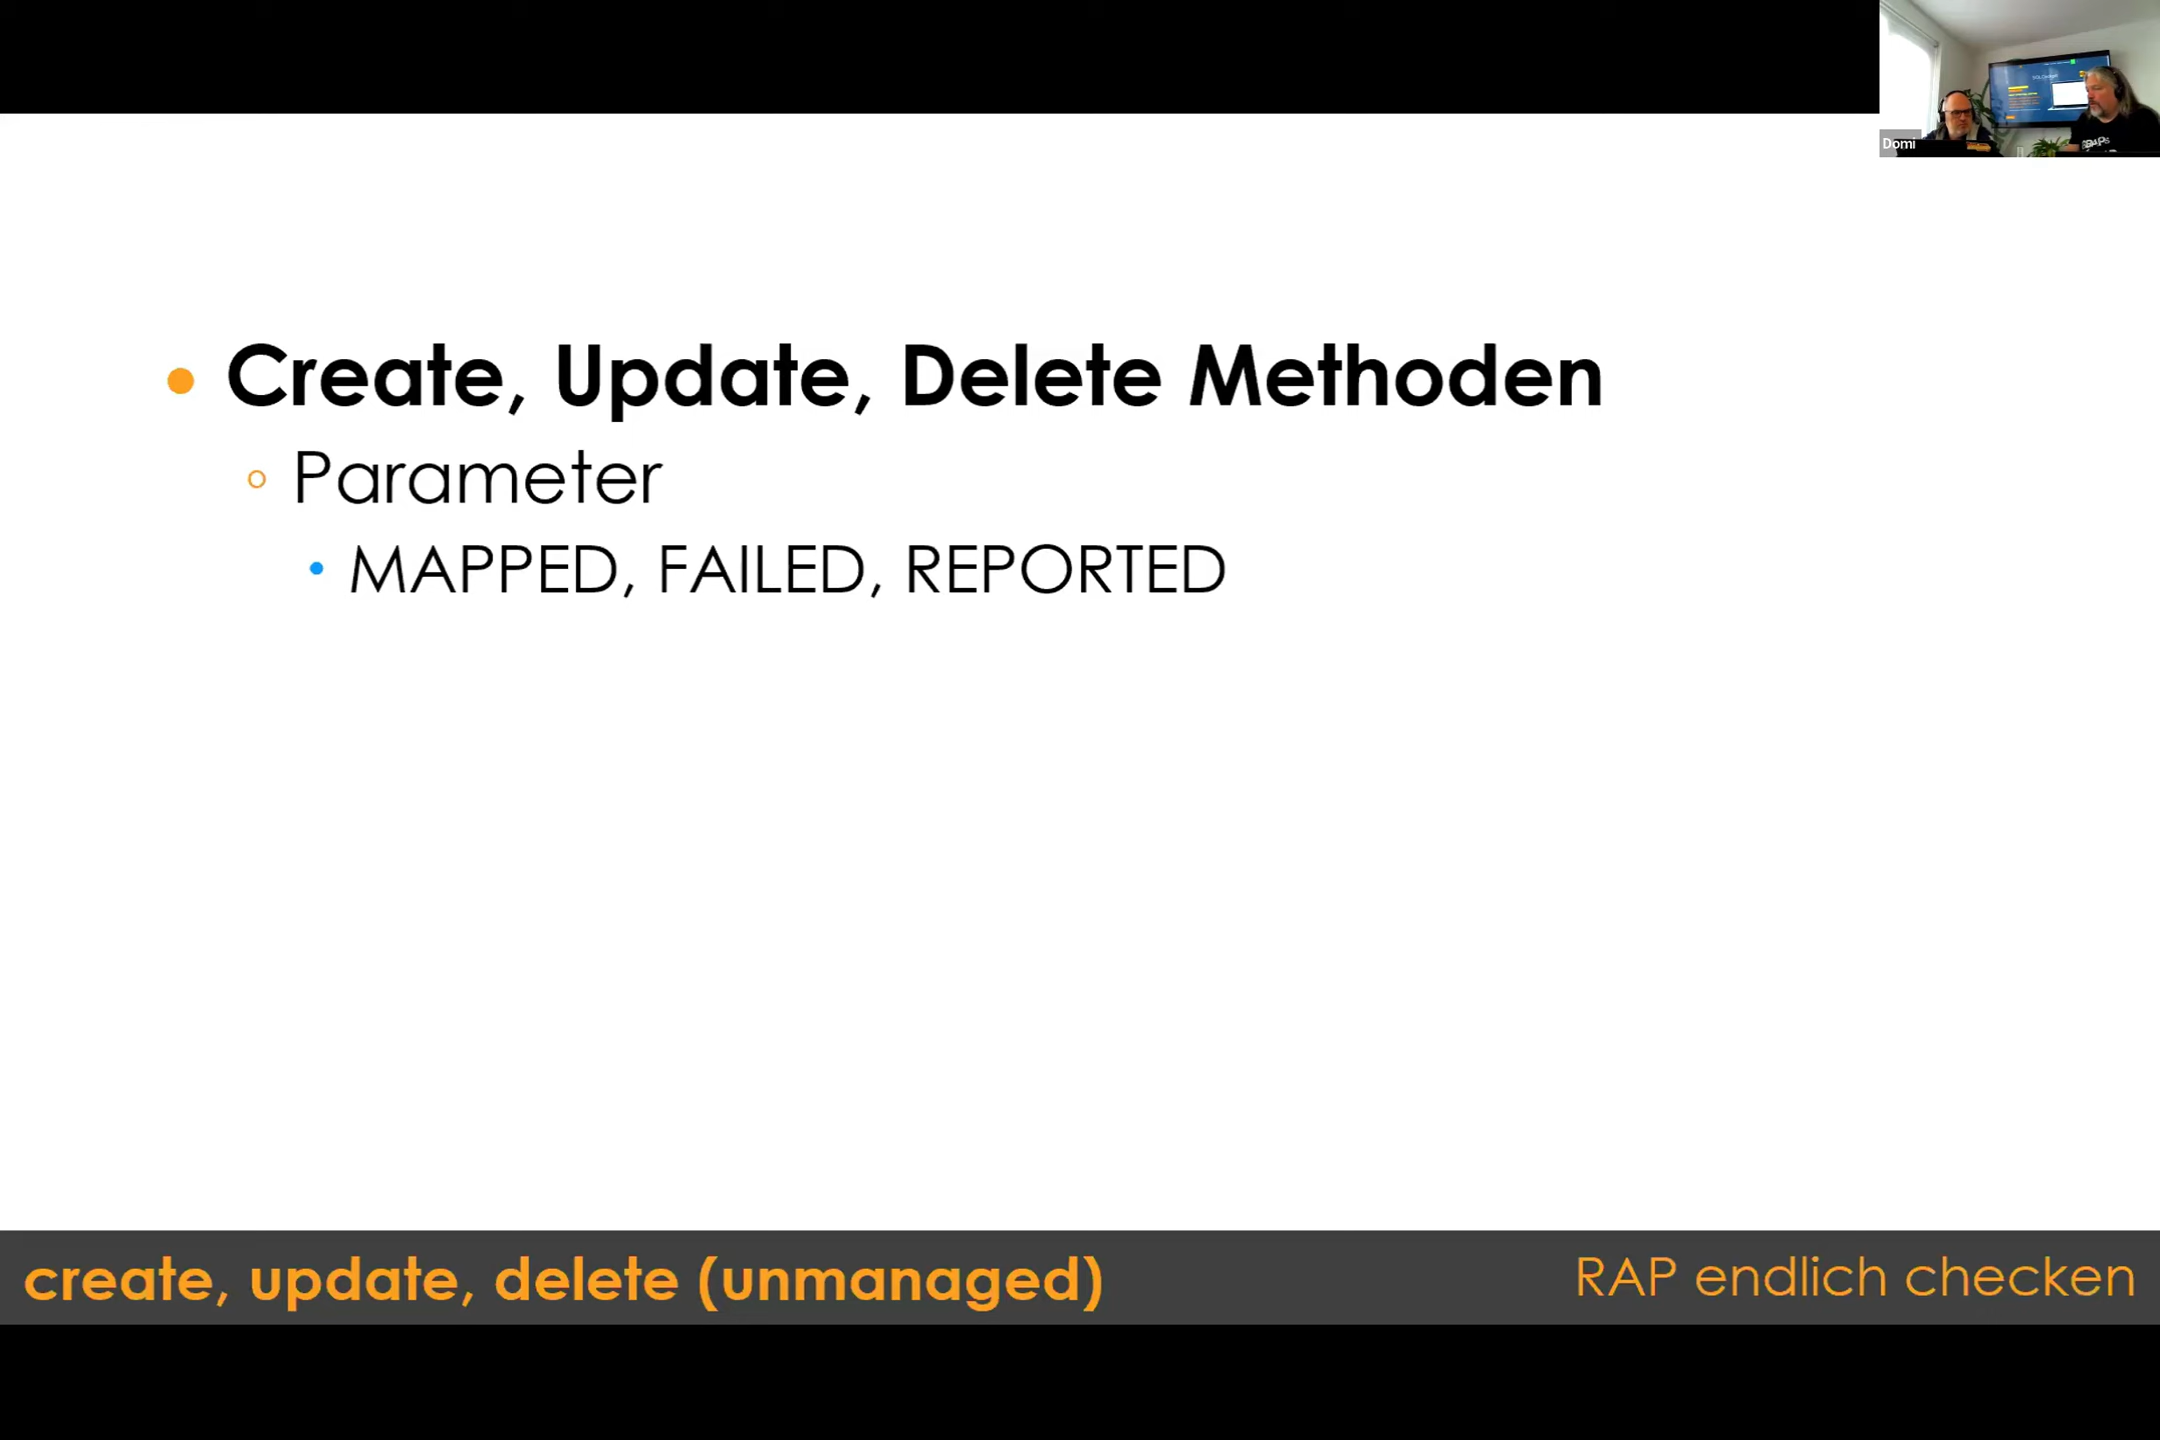 Domi
Create, Update, Delete Methoden
Parameter
MAPPED, FAILED, REPORTED
create, update, delete (unmanaged)
RAP endlich checken